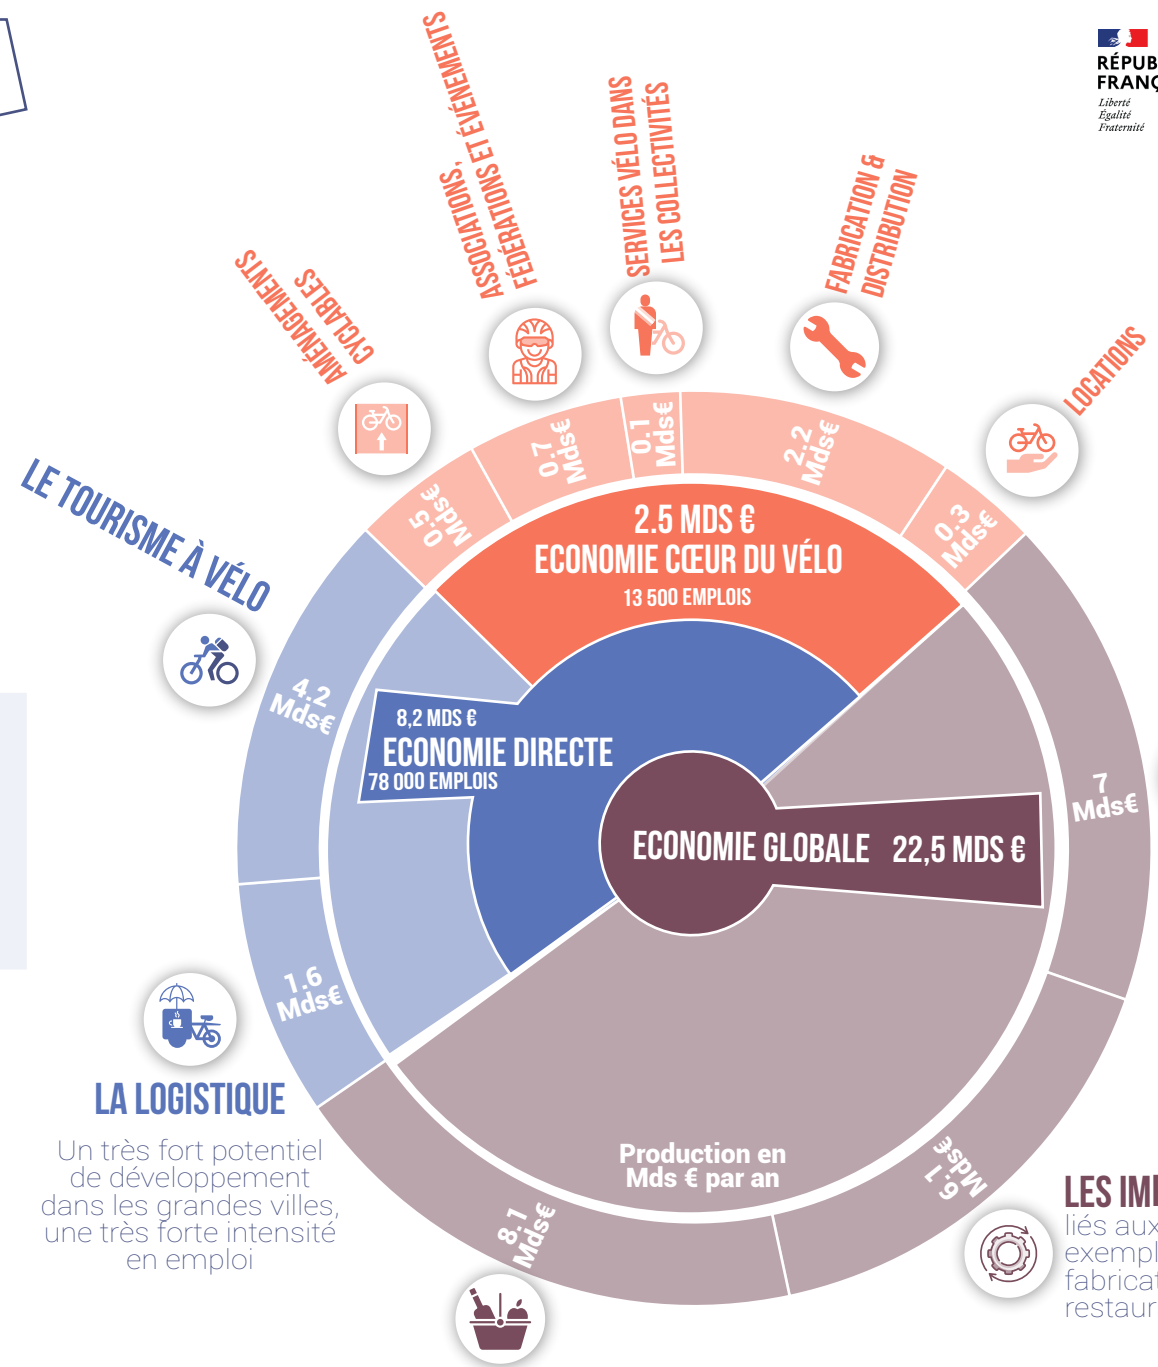 RÉPUB
FRANÇ
Liberté
Égalité
Fraternité
ASSOCIATIONS,
FÉDÉRATIONS ET ÉVÉNEMENTS
SERVICES VÉLO DANS
LES COLLECTIVITÉS
FABRICATION &
DISTRIBUTION
AMÉNAGEMENTS
CYCLABLES
LOCATIONS
LE TOURISME À VÉLO
0.5
Mds€
0.7
Mds€
0.1
Mds€
2.2
Mds€
0.3
Mds€
2.5 MDS €
ECONOMIE CŒUR DU VÉLO
13 500 EMPLOIS
4.2
Mds€
8,2 MDS €
ECONOMIE DIRECTE
78 000 EMPLOIS
7
Mds€
ECONOMIE GLOBALE 22,5 MDS €
1.6
Mds€
LA LOGISTIQUE
Un très fort potentiel
de développement
dans les grandes villes,
une très forte intensité
en emploi
Production en
Mds € par an
8.1
Mds€
6.1
Mds€
LES IM
liés aux
exempl
fabricat
restaur